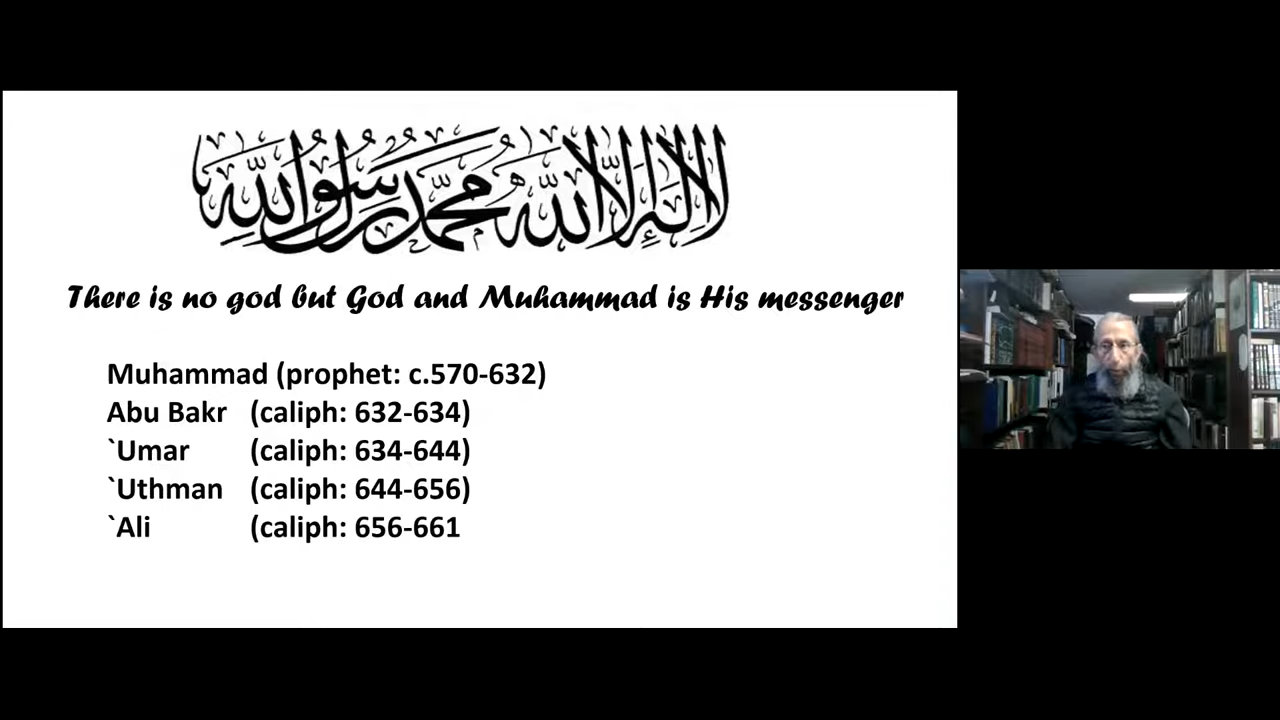 لا إله إلا الله محمد رسول الله
There is no god but God and Muhammad is His messenger
Muhammad (prophet: c.570-632)
Abu Bakr (caliph: 632-634)
`Umar (caliph: 634-644)
`Uthman (caliph: 644-656)
`Ali (caliph: 656-661